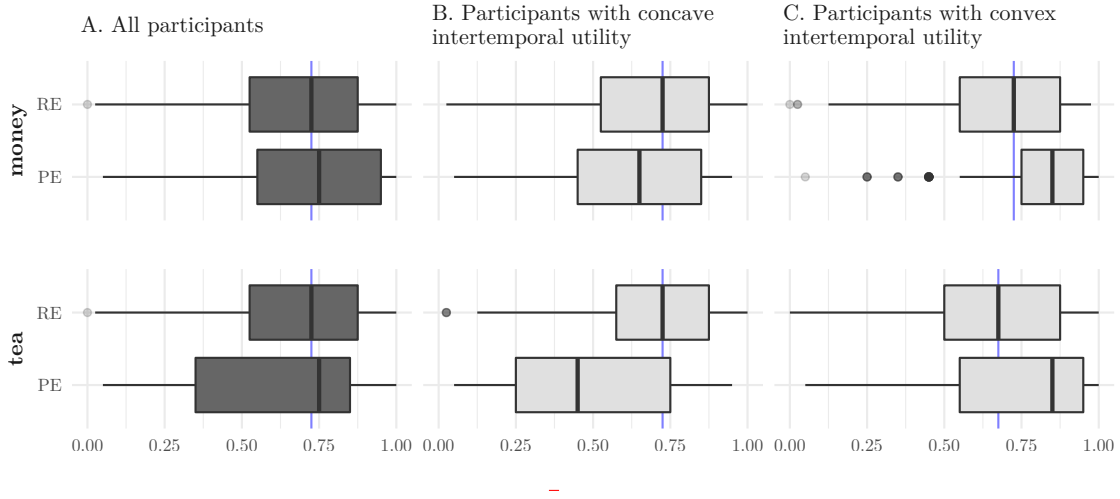 A. All participants
B. Participants with concave
intertemporal utility
C. Participants with convex
intertemporal utility
money
RE
PE
tea
RE
PE
0.00 0.25 0.50 0.75 1.00 0.00 0.25 0.50 0.75 1.00 0.00 0.25 0.50 0.75 1.00